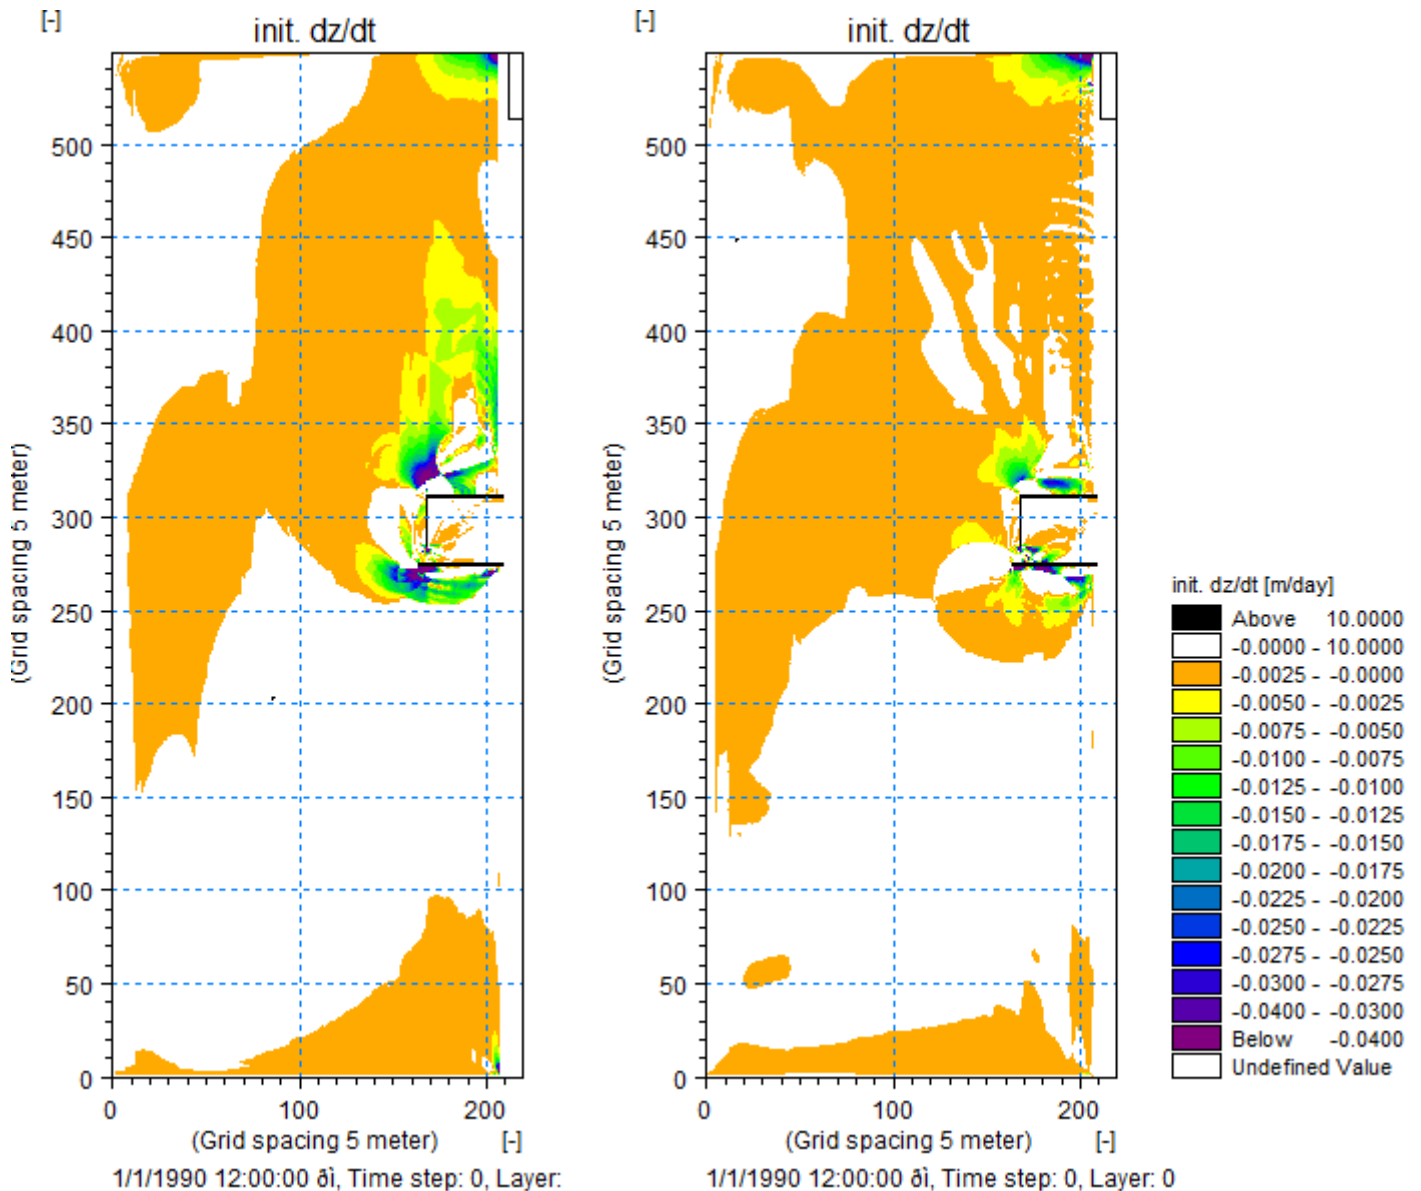 [-]
init. dz/dt
500
450
400
350
300
250
200
150
100
50
0
(Grid spacing 5 meter)
0
100
200
(Grid spacing 5 meter)
[-]
1/1/1990 12:00:00 ðì, Time step: 0, Layer:
[-]
init. dz/dt
500
450
400
350
300
250
200
150
100
50
0
(Grid spacing 5 meter)
0
100
200
(Grid spacing 5 meter)
[-]
1/1/1990 12:00:00 ðì, Time step: 0, Layer: 0
init. dz/dt [m/day]
Above 10.0000
-0.0000 - 10.0000
-0.0025 - -0.0000
-0.0050 - -0.0025
-0.0075 - -0.0050
-0.0100 - -0.0075
-0.0125 - -0.0100
-0.0150 - -0.0125
-0.0175 - -0.0150
-0.0200 - -0.0175
-0.0225 - -0.0200
-0.0250 - -0.0225
-0.0275 - -0.0250
-0.0300 - -0.0275
-0.0400 - -0.0300
Below -0.0400
Undefined Value